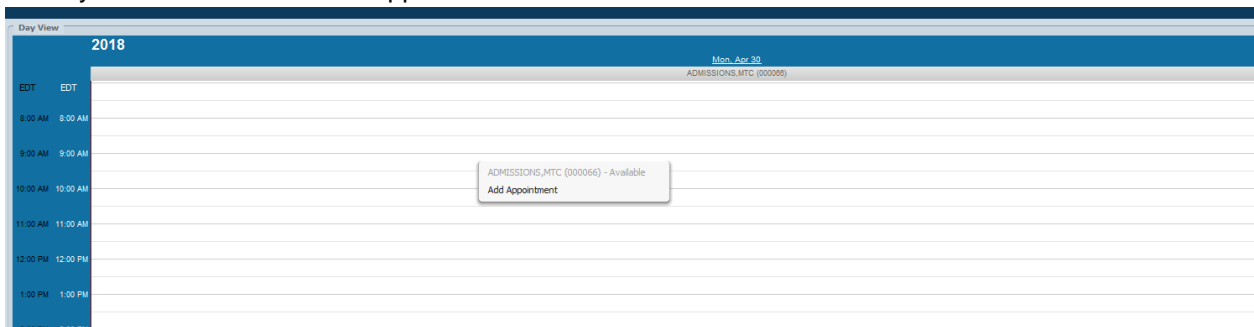 Day View
2018
Mon, Apr 30
ADMISSIONS,MTC (000066)
EDT EDT
8:00 AM 8:00 AM
9:00 AM 9:00 AM
ADMISSIONS,MTC (000066) - Available
Add Appointment
10:00 AM 10:00 AM
11:00 AM 11:00 AM
12:00 PM 12:00 PM
1:00 PM 1:00 PM